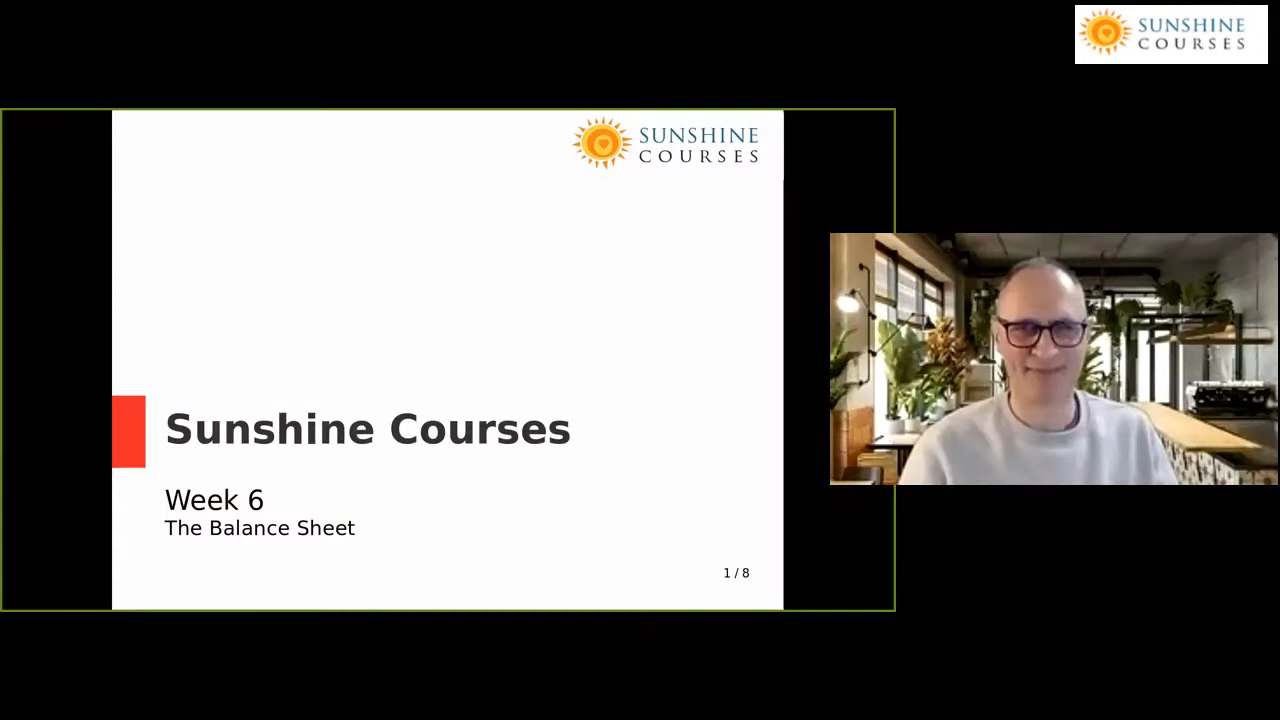 SUNSHINE
COURSES
SUNSHINE
COURSES
Sunshine Courses
Week 6
The Balance Sheet
1 / 8